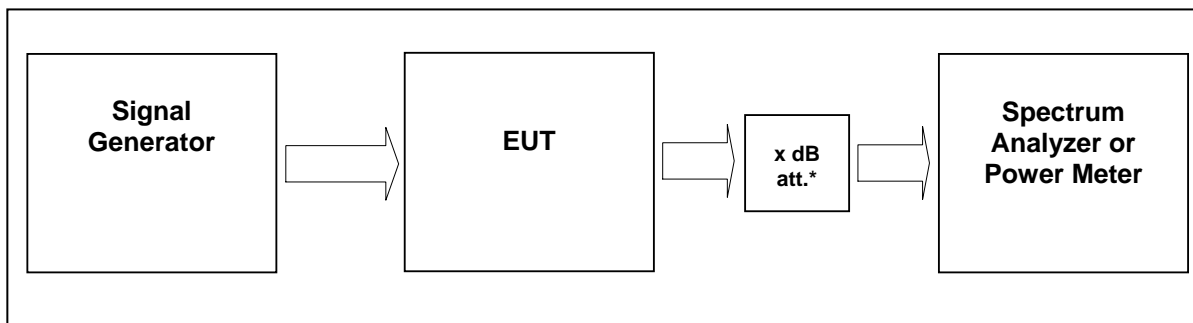 Signal
Generator
EUT
x dB
att.*
Spectrum
Analyzer or
Power Meter